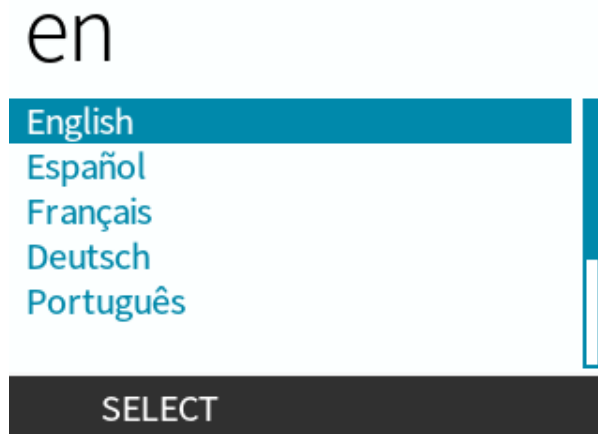 en
English
Español
Français
Deutsch
Português
SELECT